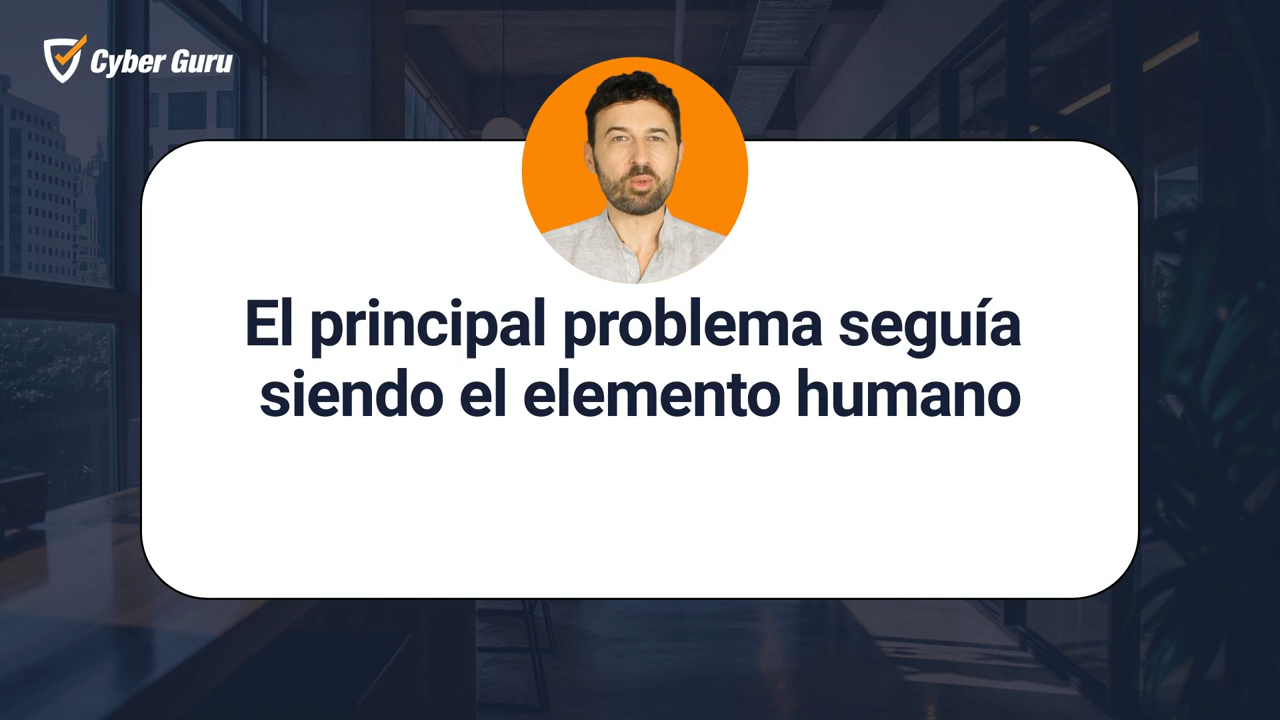 Cyber Guru
El principal problema seguía
siendo el elemento humano